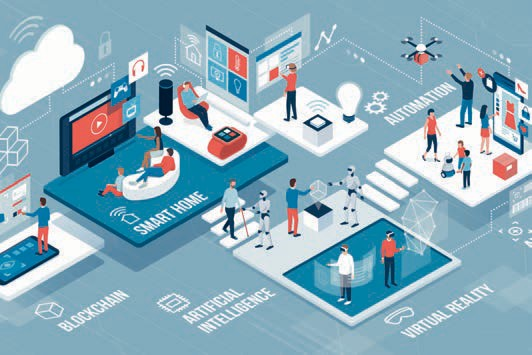 AUTOMATION
SMART HOME
BLOCKCHAIN
ARTIFICIAL
INTELLIGENCE
VIRTUAL REALITY